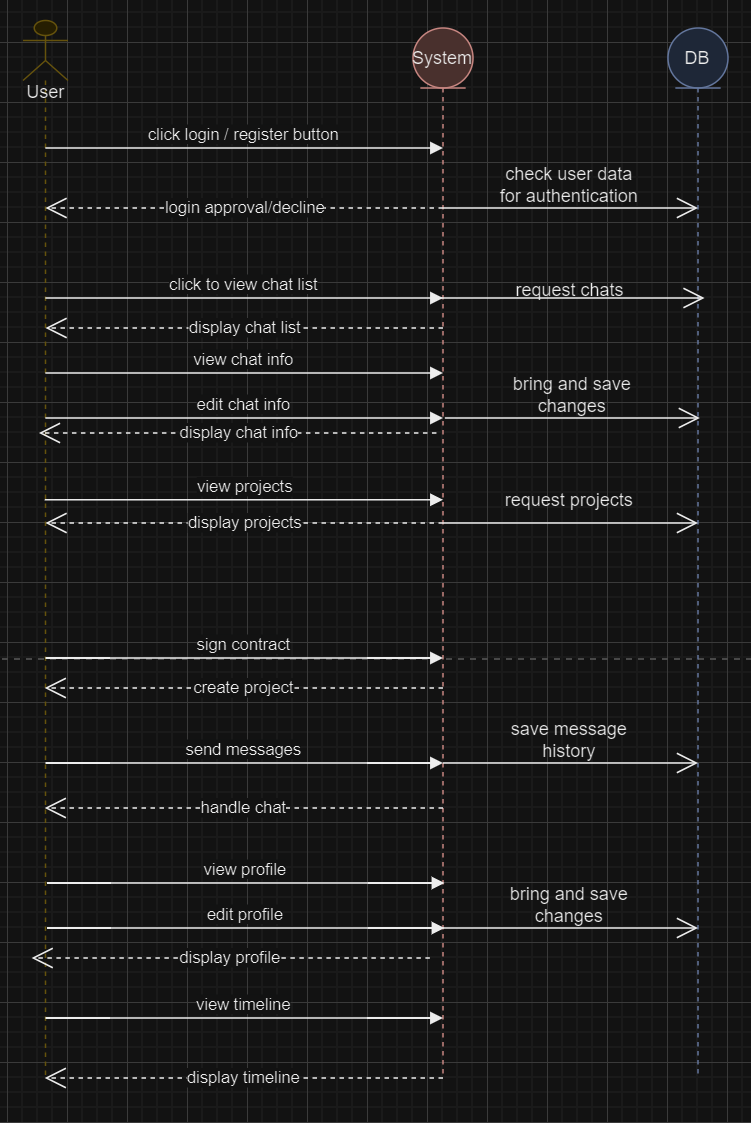 User
System
DB
click login / register button
check user data
for authentication
login approval/decline
click to view chat list
request chats
display chat list
view chat info
bring and save
changes
edit chat info
display chat info
view projects
request projects
display projects
sign contract
create project
save message
history
send messages
handle chat
view profile
bring and save
changes
edit profile
display profile
view timeline
display timeline